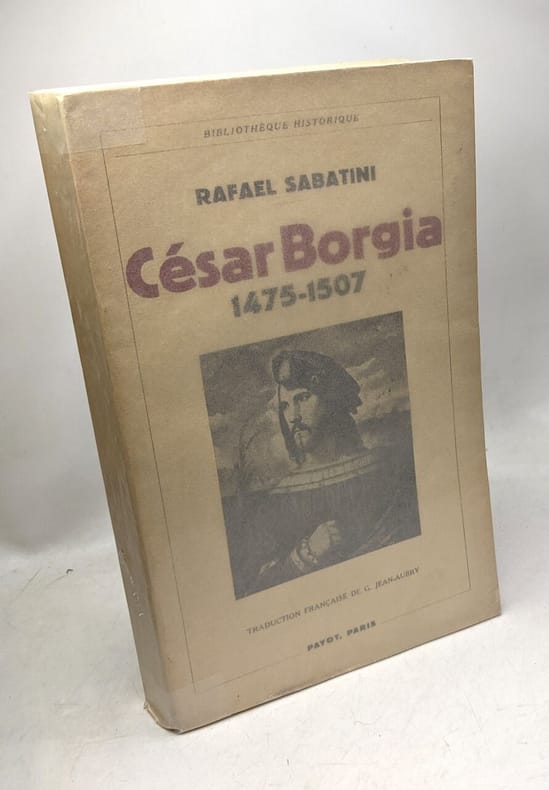 BIBLIOTHÈQUE HISTORIQUE
RAFAEL SABATINI
César Borgia
1475-1507
TRADUCTION FRANÇAISE DE G. JEAN-AUBRY
PAYOT, PARIS